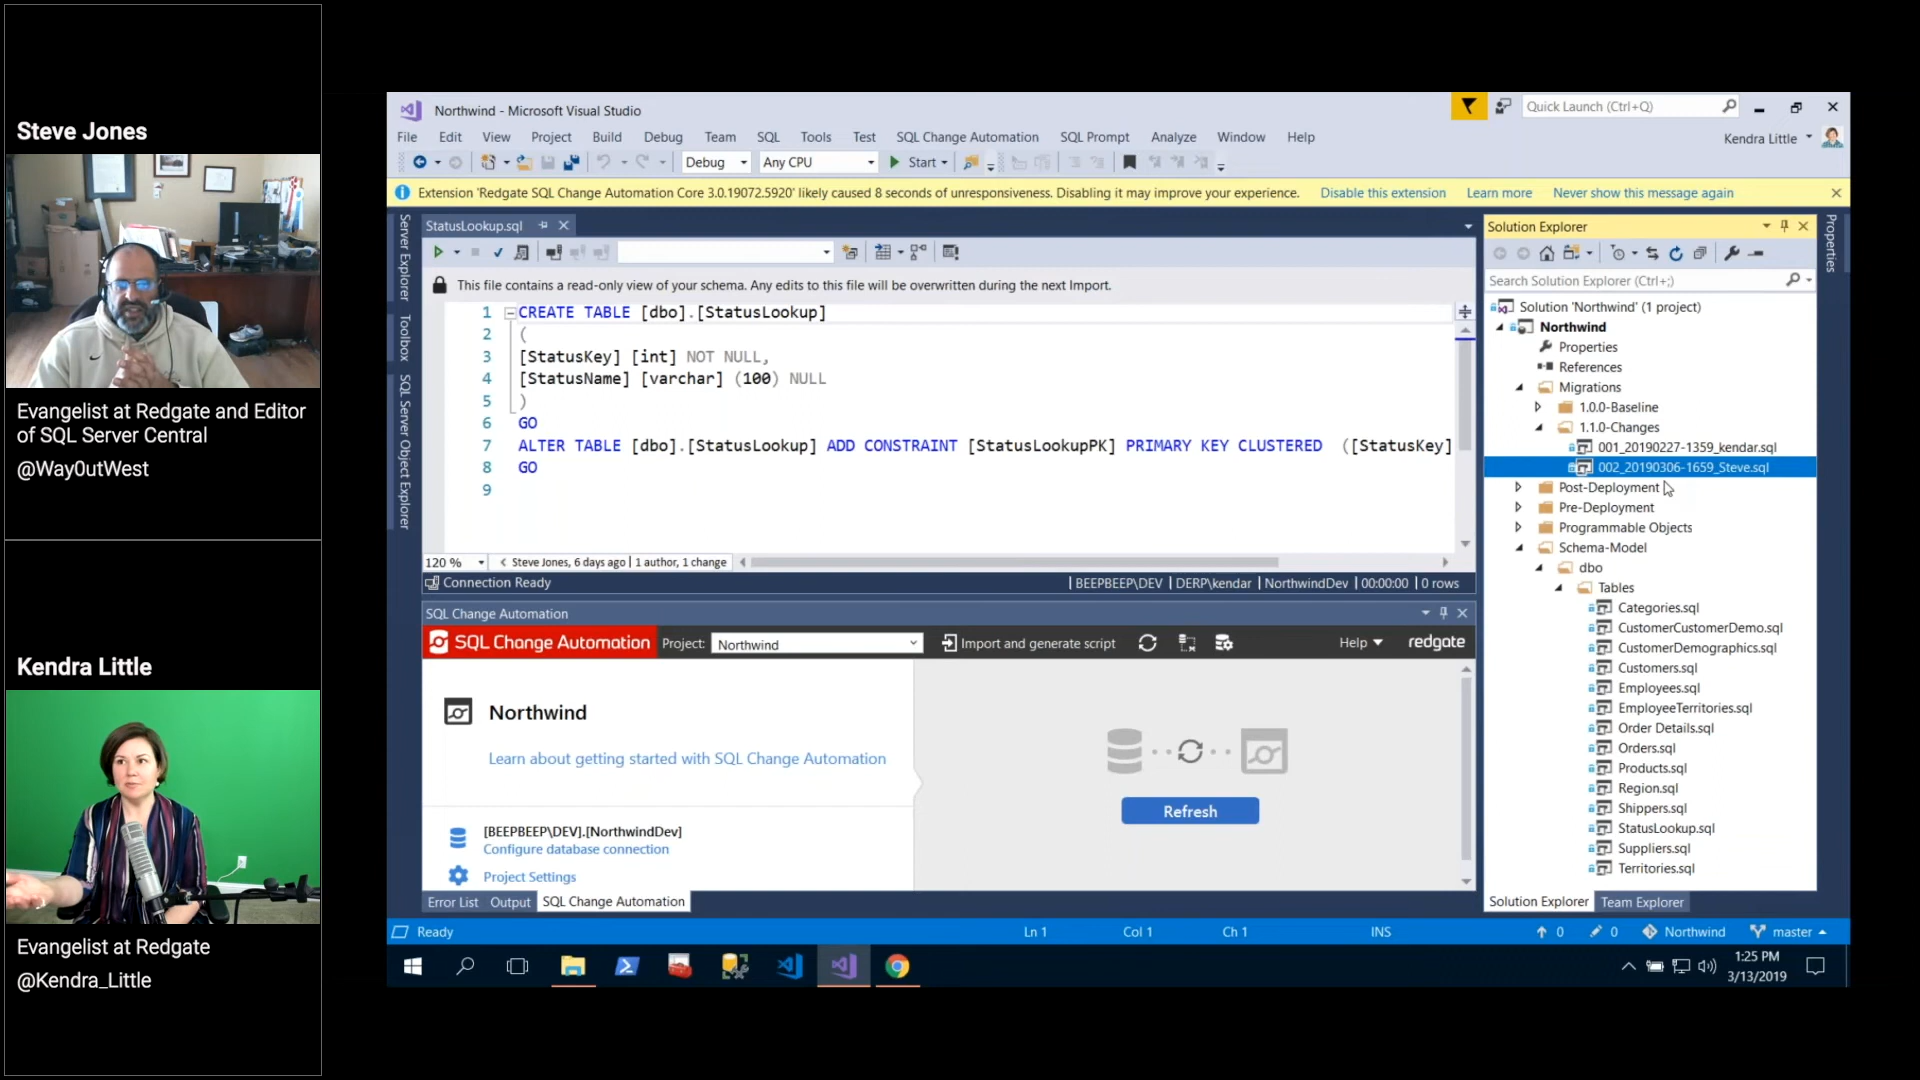 Steve Jones
Evangelist at Redgate and Editor
of SQL Server Central
@Way0utWest
Kendra Little
Evangelist at Redgate
@Kendra_Little
Northwind - Microsoft Visual Studio
Quick Launch (Ctrl+Q)
File Edit View Project Build Debug Team SQL Tools Test SQL Change Automation SQL Prompt Analyze Window Help
Kendra Little
Debug Any CPU Start
Extension 'Redgate SQL Change Automation Core 3.0.19072.5920' likely caused 8 seconds of unresponsiveness. Disabling it may improve your experience. Disable this extension Learn more Never show this message again
Server Explorer
Toolbox
SQL Server Object Explorer
StatusLookup.sql
This file contains a read-only view of your schema. Any edits to this file will be overwritten during the next Import.
1 CREATE TABLE [dbo].[StatusLookup]
2 (
3 [StatusKey] [int] NOT NULL,
4 [StatusName] [varchar] (100) NULL
5 )
6 GO
7 ALTER TABLE [dbo].[StatusLookup] ADD CONSTRAINT [StatusLookupPK] PRIMARY KEY CLUSTERED ([StatusKey]
8 GO
9
120 % Steve Jones, 6 days ago | 1 author, 1 change
Connection Ready | BEEPBEEP\DEV | DERP\kendar | NorthwindDev | 00:00:00 | 0 rows
SQL Change Automation
SQL Change Automation Project: Northwind Import and generate script Help redgate
Northwind
Learn about getting started with SQL Change Automation
[BEEPBEEP\DEV].[NorthwindDev]
Configure database connection
Project Settings
Refresh
Error List Output SQL Change Automation
Solution Explorer
Search Solution Explorer (Ctrl+;)
Solution 'Northwind' (1 project)
Northwind
Properties
References
Migrations
1.0.0-Baseline
1.1.0-Changes
001_20190227-1359_kendar.sql
002_20190306-1659_Steve.sql
Post-Deployment
Pre-Deployment
Programmable Objects
Schema-Model
dbo
Tables
Categories.sql
CustomerCustomerDemo.sql
CustomerDemographics.sql
Customers.sql
Employees.sql
EmployeeTerritories.sql
Order Details.sql
Orders.sql
Products.sql
Region.sql
Shippers.sql
StatusLookup.sql
Suppliers.sql
Territories.sql
Solution Explorer Team Explorer
Properties
Ready Ln 1 Col 1 Ch 1 INS 0 0 Northwind master
1:25 PM
3/13/2019